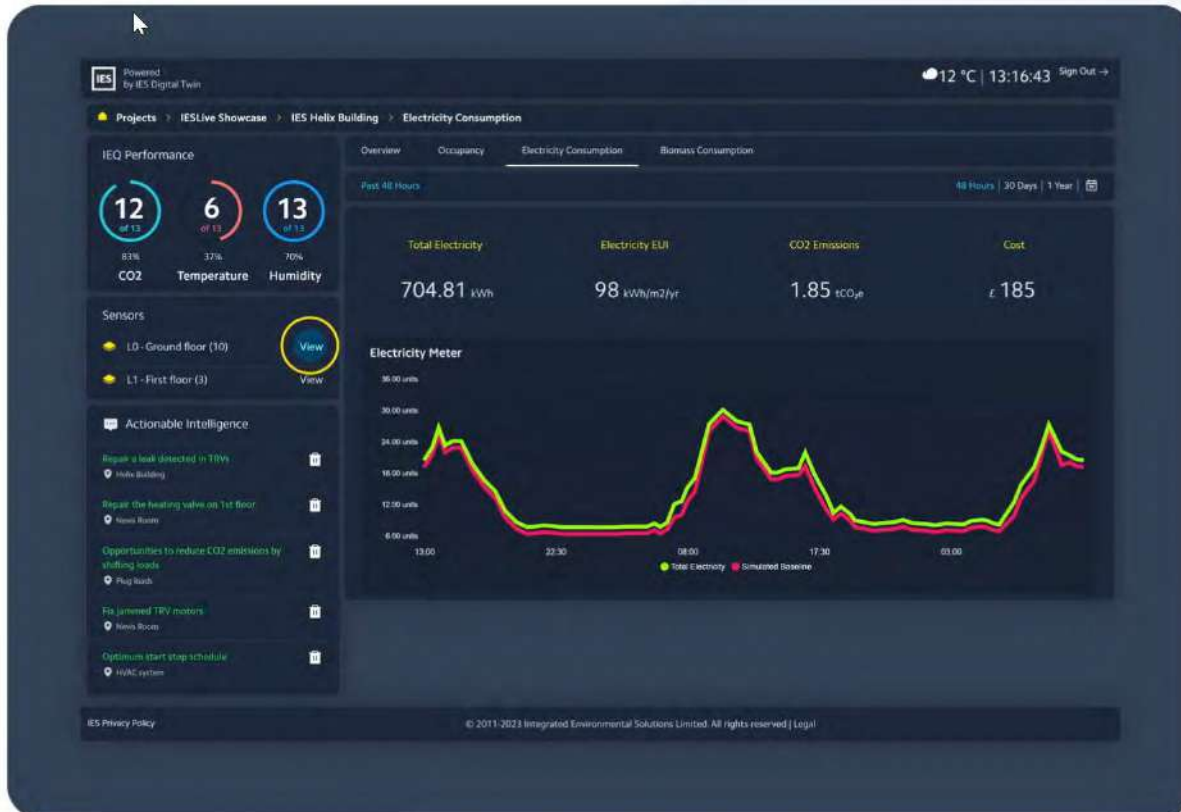 IES
Powered
by IES Digital Twin
12 °C | 13:16:43 Sign Out →
Projects > IESLive Showcase > IES Helix Building > Electricity Consumption
IEQ Performance
12
of 13
83%
CO2
6
of 13
37%
Temperature
13
of 13
70%
Humidity
Sensors
L0 - Ground floor (10) View
L1 - First floor (3) View
Actionable Intelligence
Repair a leak detected in TRVs
Helix Building
Repair the heating valve on 1st floor
Nevis Room
Opportunities to reduce CO2 emissions by
shifting loads
Plug loads
Fix jammed TRV motors
Nevis Room
Optimum start stop schedule
HVAC system
Overview Occupancy Electricity Consumption Biomass Consumption
Past 48 Hours 48 Hours | 30 Days | 1 Year |
Total Electricity
704.81 kWh
Electricity EUI
98 kWh/m2/yr
CO2 Emissions
1.85 tCO₂e
Cost
£ 185
Electricity Meter
36.00 units
30.00 units
24.00 units
18.00 units
12.00 units
6.00 units
13:00 22:30 08:00 17:30 03:00
Total Electricity Simulated Baseline
IES Privacy Policy
© 2011-2023 Integrated Environmental Solutions Limited. All rights reserved | Legal